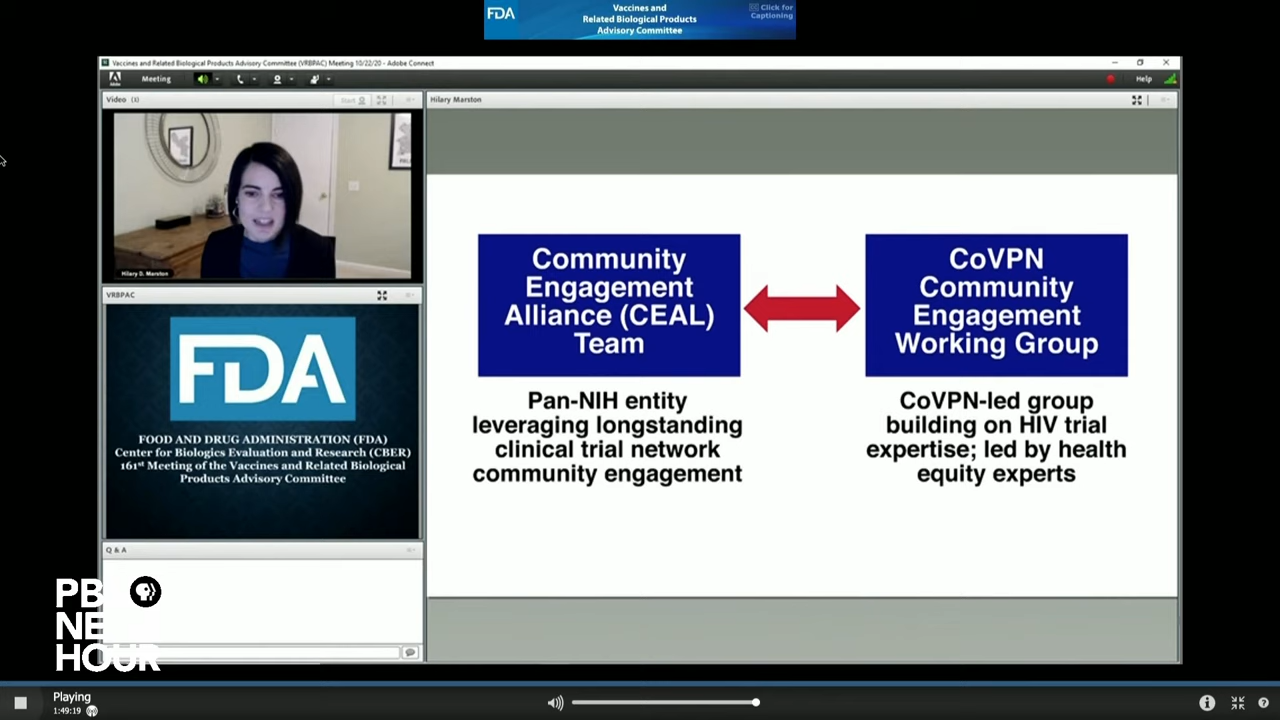 FDA
Vaccines and
Related Biological Products
Advisory Committee
CC Click for
Captioning
Vaccines and Related Biological Products Advisory Committee (VRBPAC) Meeting 10/22/20 - Adobe Connect
Meeting
Help
Video (3)
Start
Hilary D. Marston
VRBPAC
FDA
FOOD AND DRUG ADMINISTRATION (FDA)
Center for Biologics Evaluation and Research (CBER)
161st Meeting of the Vaccines and Related Biological
Products Advisory Committee
Q & A
Hilary Marston
Community
Engagement
Alliance (CEAL)
Team
Pan-NIH entity
leveraging longstanding
clinical trial network
community engagement
CoVPN
Community
Engagement
Working Group
CoVPN-led group
building on HIV trial
expertise; led by health
equity experts
PBS
NEWS
HOUR
Playing
1:49:19